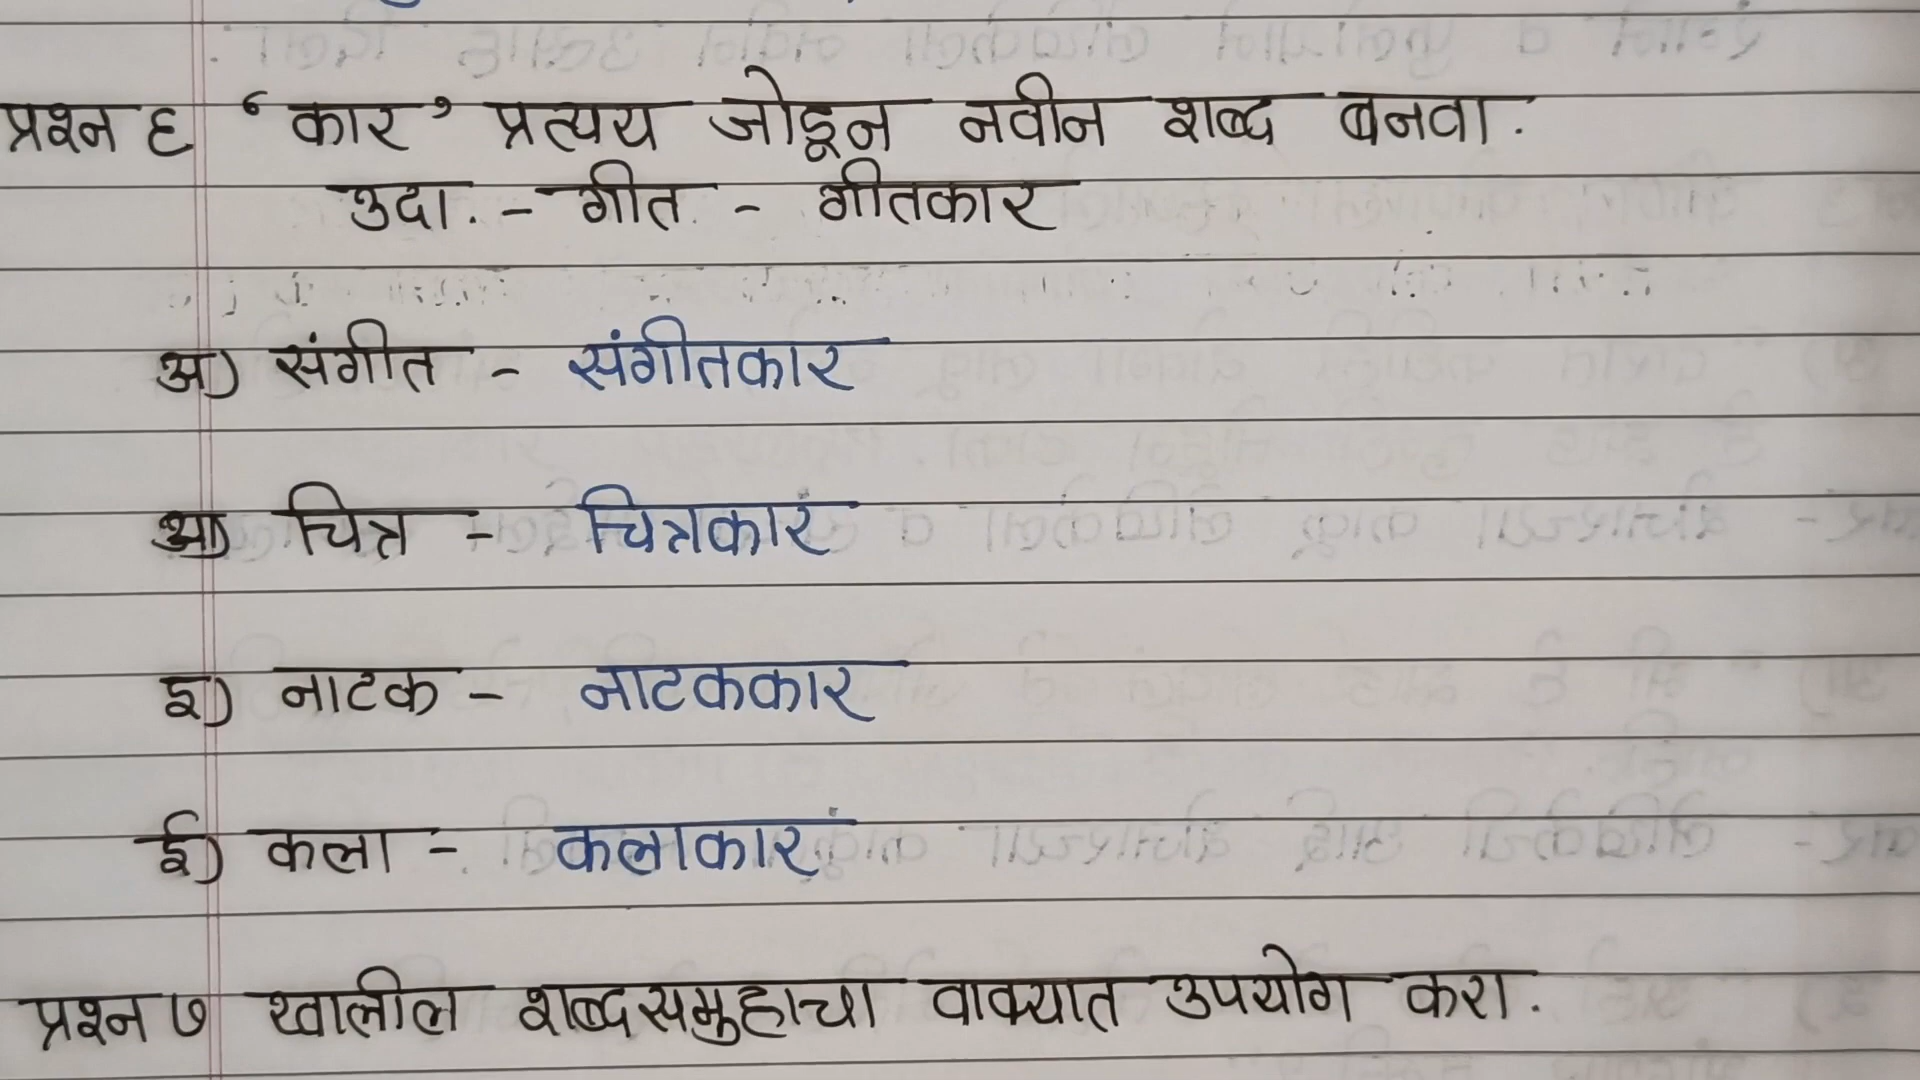 प्रश्न ६ ‘कार’ प्रत्यय जोडून नवीन शब्द बनवा.
उदा. - गीत - गीतकार
अ) संगीत - संगीतकार
आ) चित्र - चित्रकार
इ) नाटक - नाटककार
ई) कला - कलाकार
प्रश्न ७ खालील शब्दसमुहाचा वाक्यात उपयोग करा.